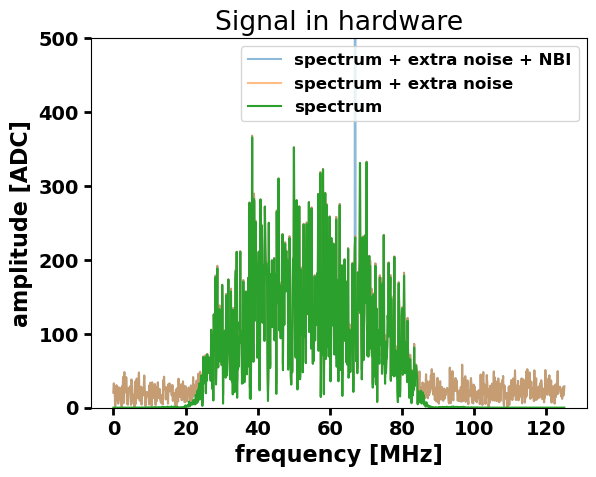 Signal in hardware
spectrum + extra noise + NBI
spectrum + extra noise
spectrum
amplitude [ADC]
500
400
300
200
100
0
0 20 40 60 80 100 120
frequency [MHz]